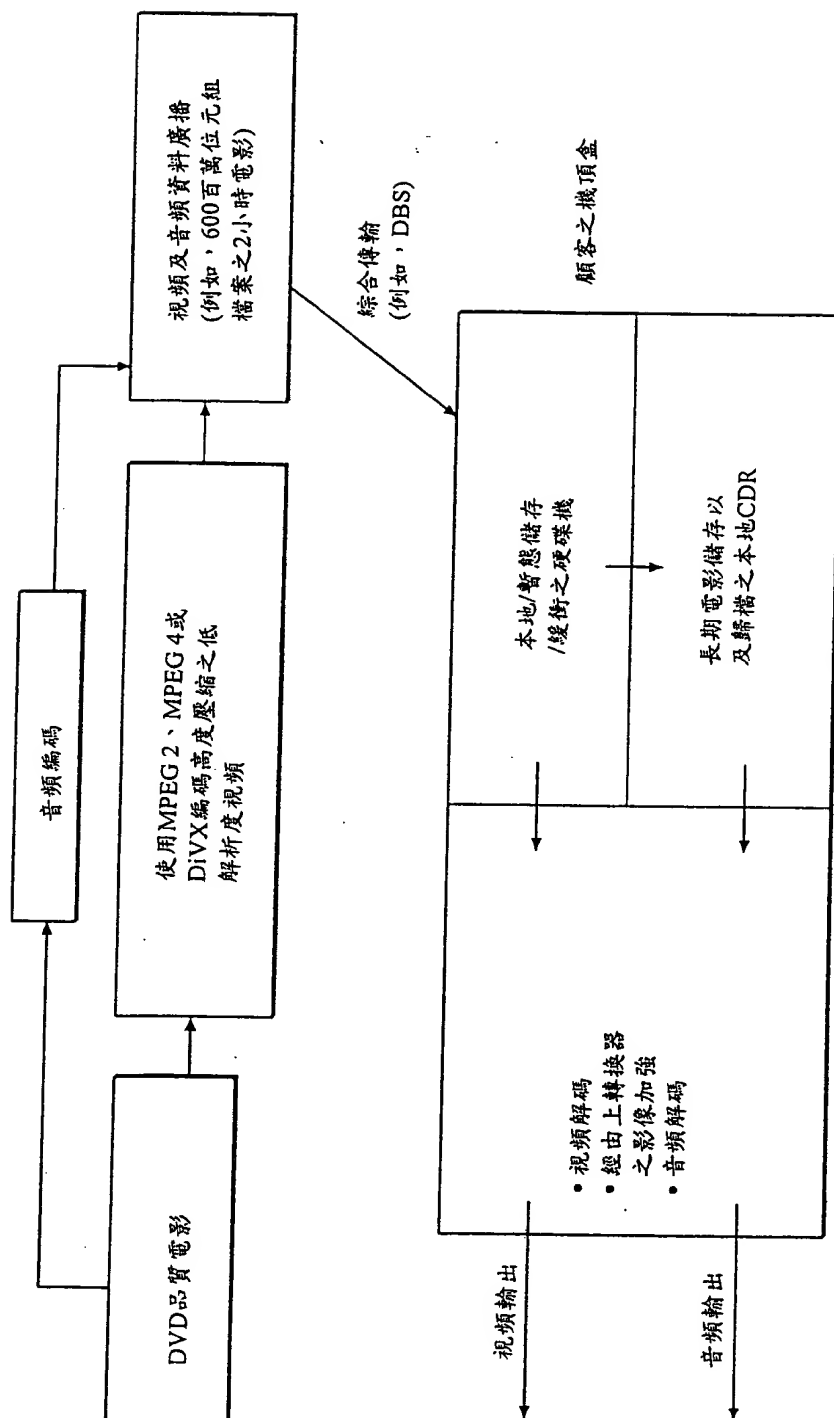 DVD品質電影
音頻編碼
使用MPEG 2、MPEG 4或
DiVX編碼高度壓縮之低
解析度視頻
視頻及音頻資料廣播
(例如，600百萬位元組
檔案之2小時電影)
綜合傳輸
(例如，DBS)
顧客之機頂盒
本地/暫態儲存
/緩衝之硬碟機
長期電影儲存以
及歸檔之本地CDR
• 視頻解碼
• 經由上轉換器
之影像加強
• 音頻解碼
視頻輸出
音頻輸出